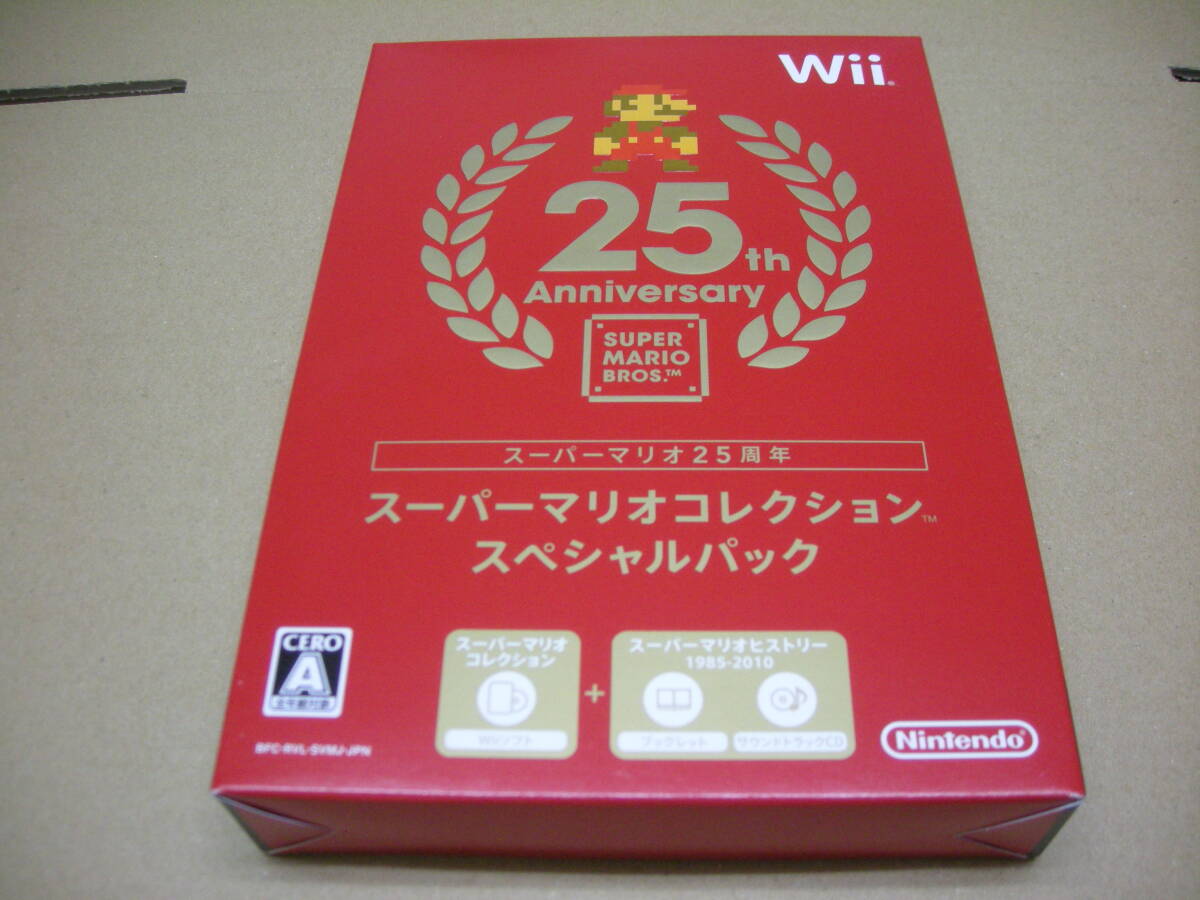 Wii
25th
Anniversary
SUPER
MARIO
BROS.™
スーパーマリオ25周年
スーパーマリオコレクション™
スペシャルパック
CERO
A
全年齢対象
スーパーマリオ
コレクション
Wiiソフト
+
スーパーマリオヒストリー
1985-2010
ブックレット
サウンドトラックCD
BFC-RVL-SVMJ-JPN
Nintendo